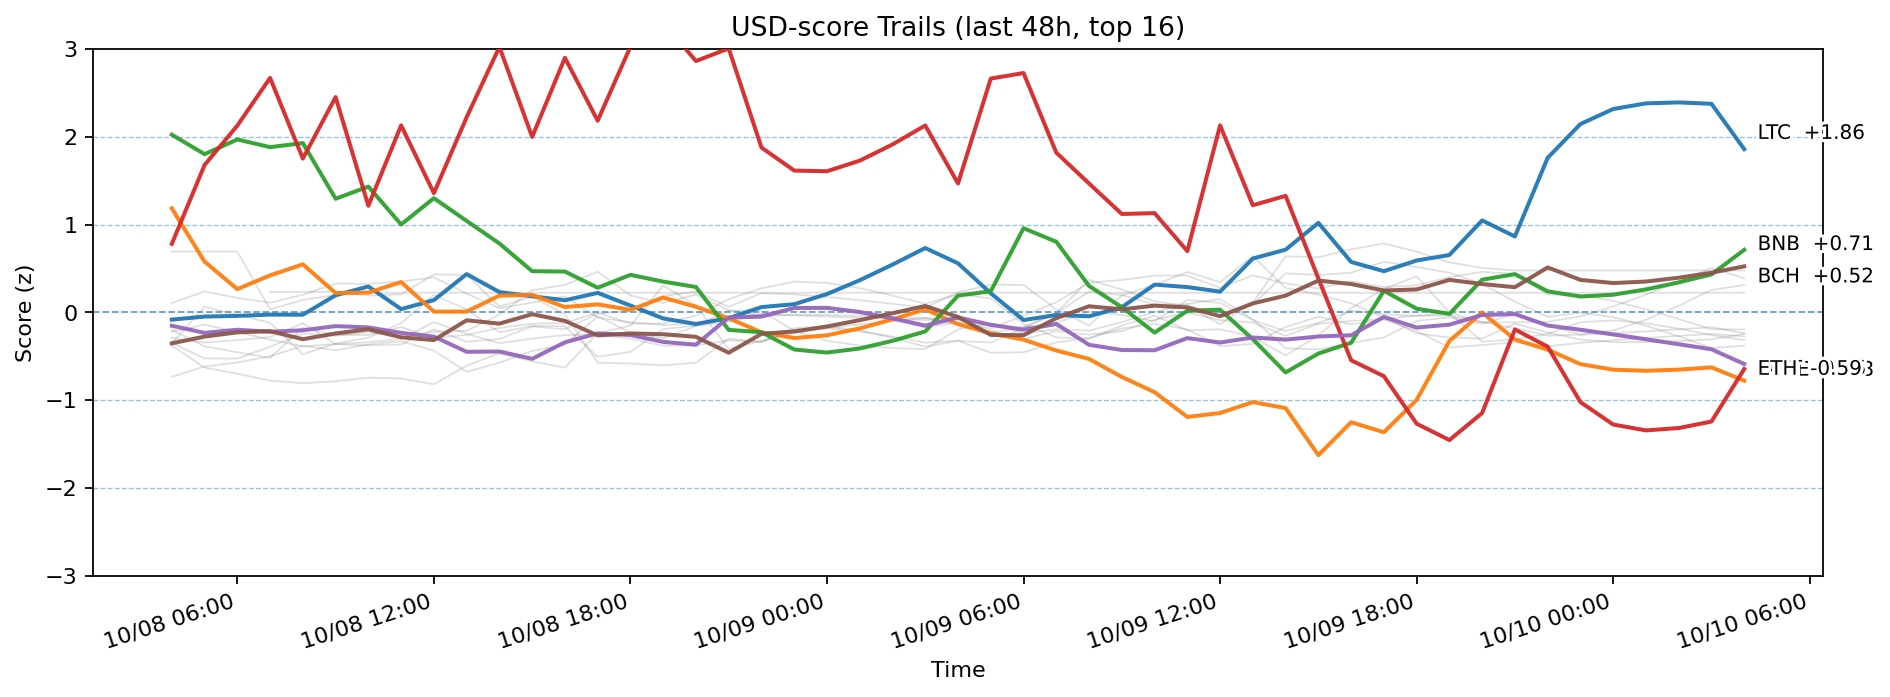 USD-score Trails (last 48h, top 16)
Score (z)
3
2
1
0
−1
−2
−3
LTC +1.86
BNB +0.71
BCH +0.52
10/08 06:00
10/08 12:00
10/08 18:00
10/09 00:00
10/09 06:00
10/09 12:00
10/09 18:00
10/10 00:00
10/10 06:00
Time